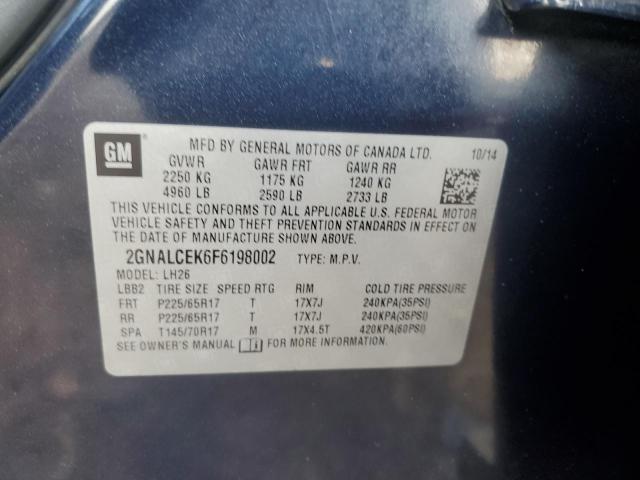 GM
MFD BY GENERAL MOTORS OF CANADA LTD. 10/14
GVWR GAWR FRT GAWR RR
2250 KG 1175 KG 1240 KG
4960 LB 2590 LB 2733 LB
THIS VEHICLE CONFORMS TO ALL APPLICABLE U.S. FEDERAL MOTOR
VEHICLE SAFETY AND THEFT PREVENTION STANDARDS IN EFFECT ON
THE DATE OF MANUFACTURE SHOWN ABOVE.
2GNALCEK6F6198002 TYPE: M.P.V.
MODEL: LH26
LBB2 TIRE SIZE SPEED RTG RIM COLD TIRE PRESSURE
FRT P225/65R17 T 17X7J 240KPA(35PSI)
RR P225/65R17 T 17X7J 240KPA(35PSI)
SPA T145/70R17 M 17X4.5T 420KPA(60PSI)
SEE OWNER'S MANUAL FOR MORE INFORMATION.